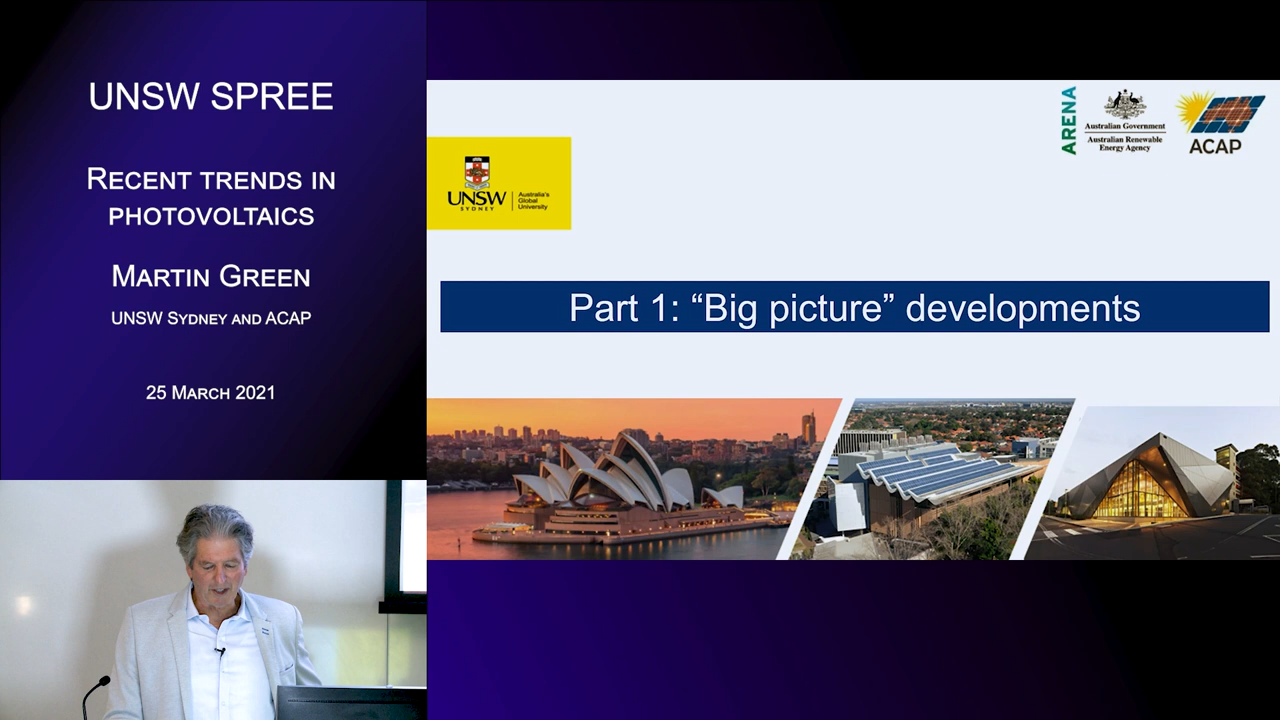 UNSW SPREE
RECENT TRENDS IN
PHOTOVOLTAICS
MARTIN GREEN
UNSW SYDNEY AND ACAP
25 MARCH 2021
ARENA
Australian Government
Australian Renewable
Energy Agency
ACAP
UNSW
SYDNEY
Australia's
Global
University
Part 1: “Big picture” developments